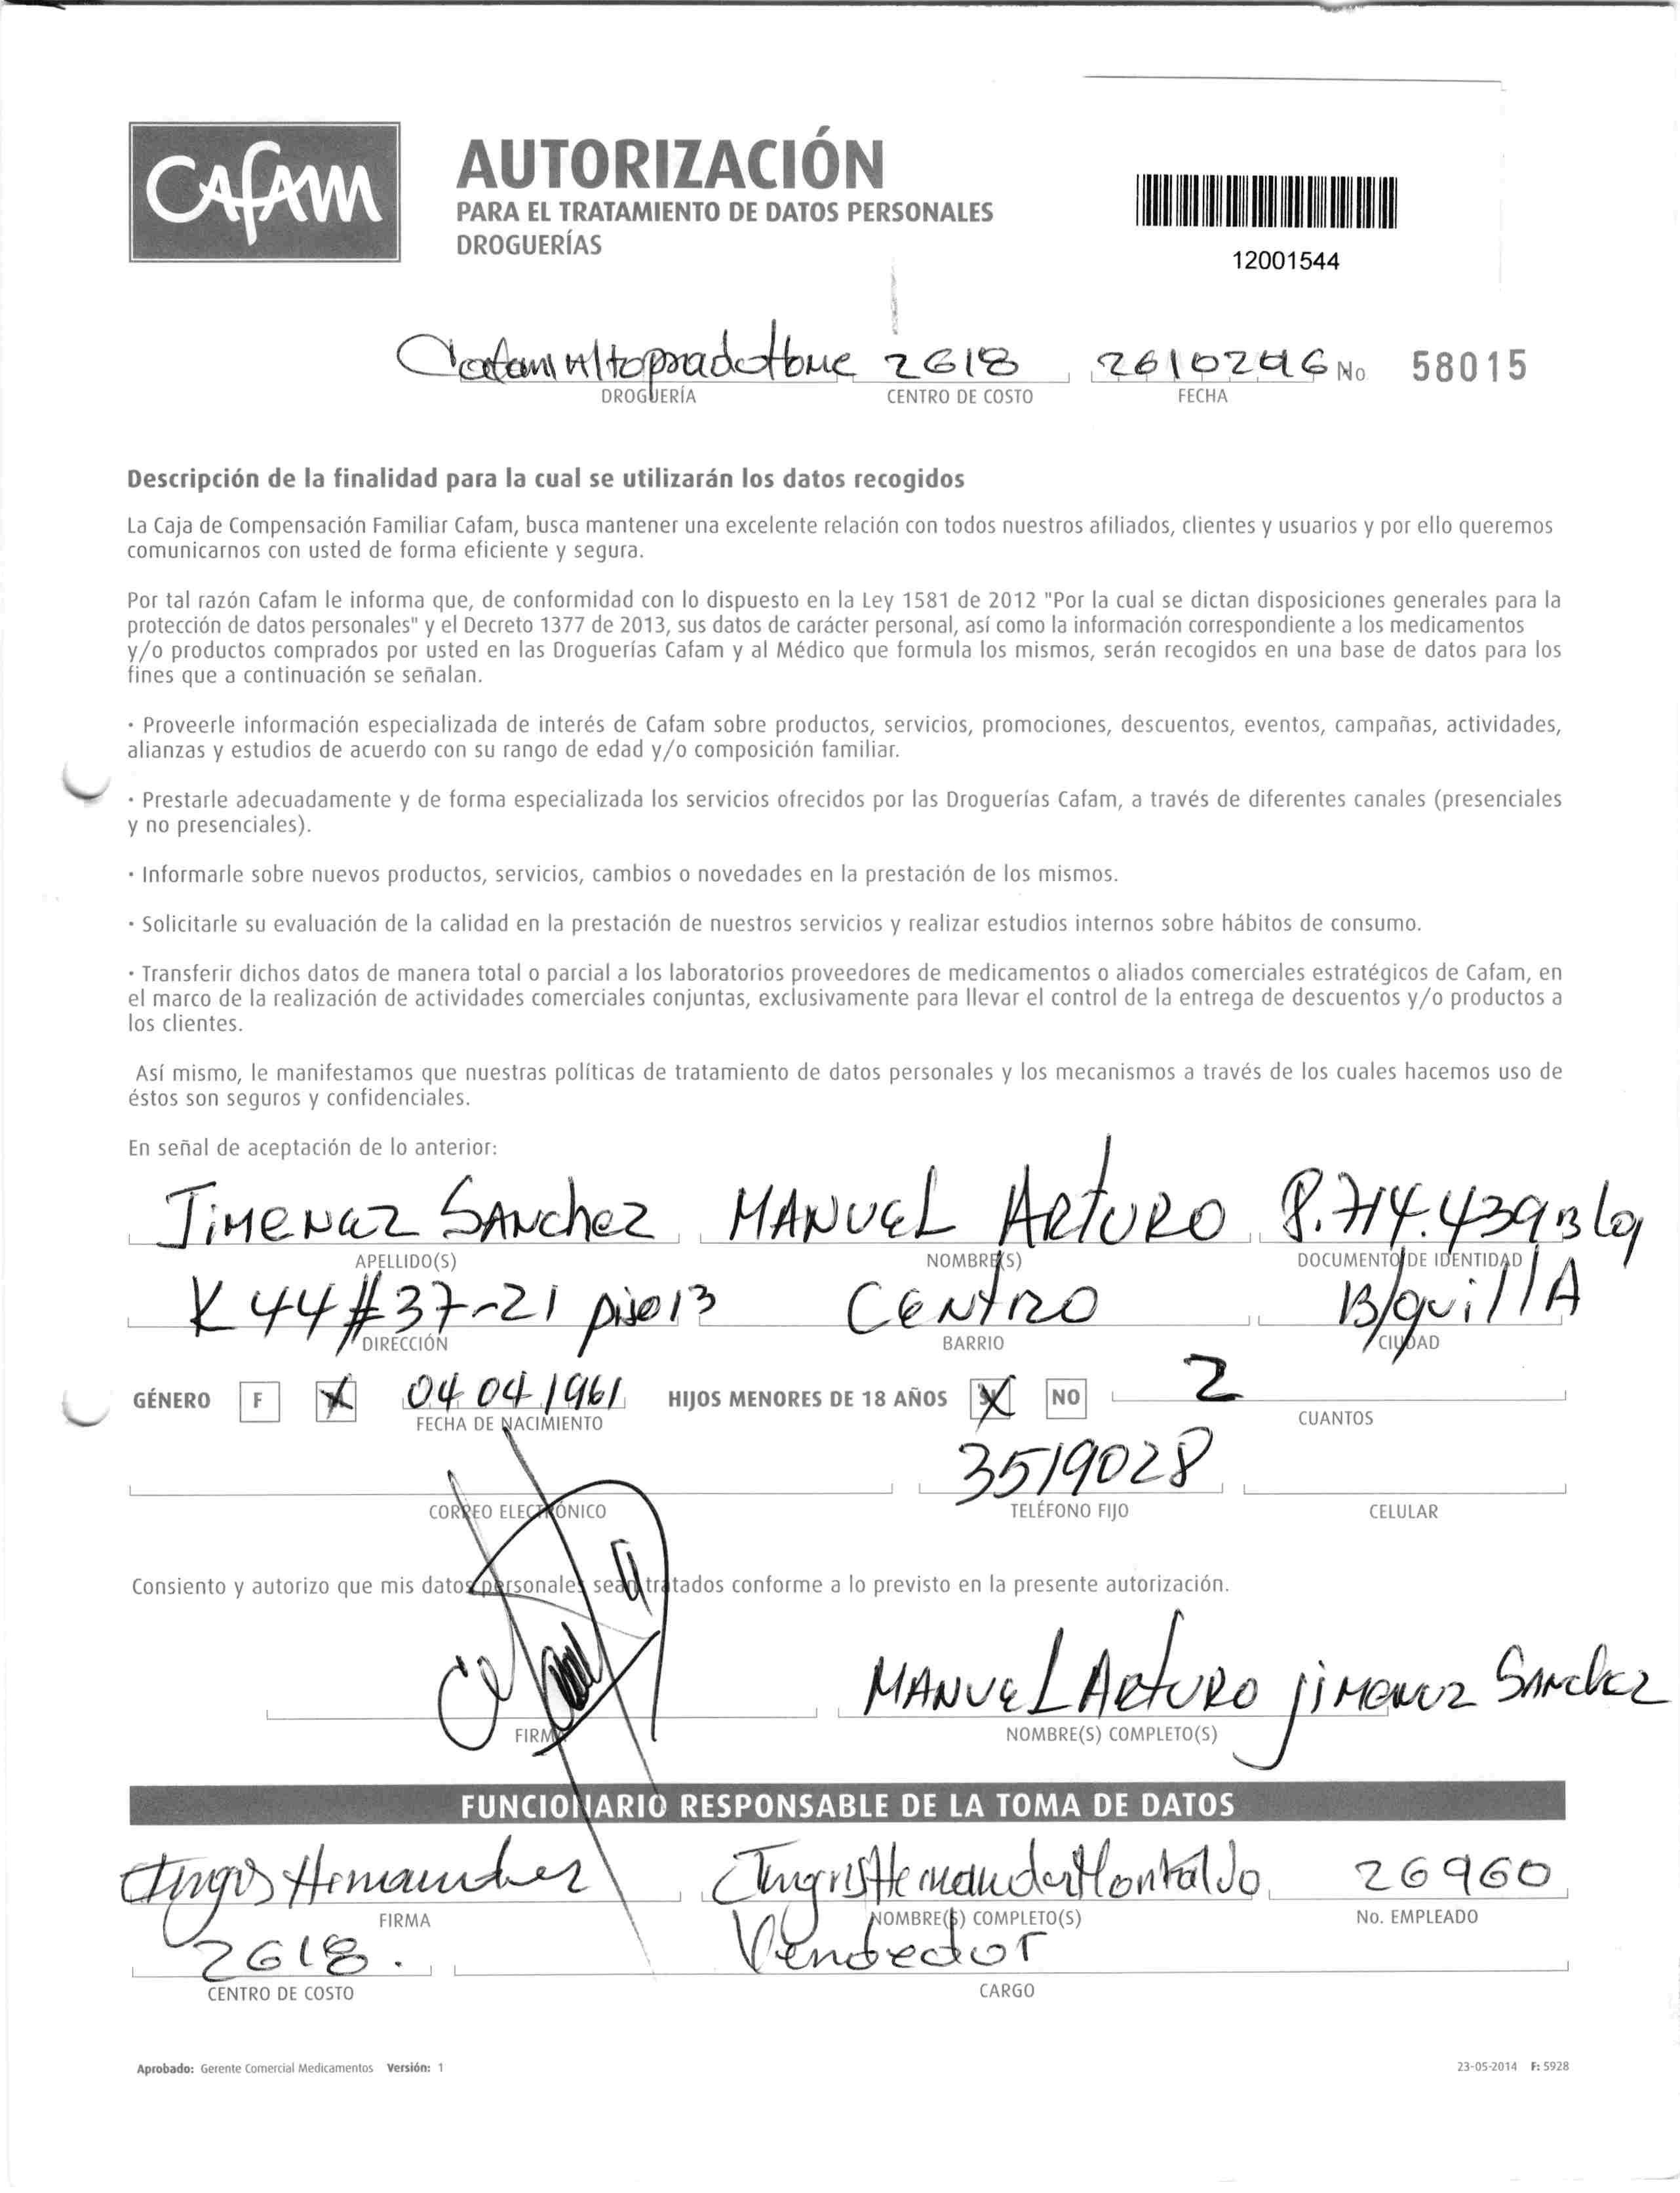 CAFAM
AUTORIZACIÓN
PARA EL TRATAMIENTO DE DATOS PERSONALES
DROGUERÍAS
12001544
2618
No 58015
DROGUERÍA CENTRO DE COSTO FECHA
Descripción de la finalidad para la cual se utilizarán los datos recogidos
La Caja de Compensación Familiar Cafam, busca mantener una excelente relación con todos nuestros afiliados, clientes y usuarios y por ello queremos
comunicarnos con usted de forma eficiente y segura.
Por tal razón Cafam le informa que, de conformidad con lo dispuesto en la Ley 1581 de 2012 "Por la cual se dictan disposiciones generales para la
protección de datos personales" y el Decreto 1377 de 2013, sus datos de carácter personal, así como la información correspondiente a los medicamentos
y/o productos comprados por usted en las Droguerías Cafam y al Médico que formula los mismos, serán recogidos en una base de datos para los
fines que a continuación se señalan.
· Proveerle información especializada de interés de Cafam sobre productos, servicios, promociones, descuentos, eventos, campañas, actividades,
alianzas y estudios de acuerdo con su rango de edad y/o composición familiar.
· Prestarle adecuadamente y de forma especializada los servicios ofrecidos por las Droguerías Cafam, a través de diferentes canales (presenciales
y no presenciales).
· Informarle sobre nuevos productos, servicios, cambios o novedades en la prestación de los mismos.
· Solicitarle su evaluación de la calidad en la prestación de nuestros servicios y realizar estudios internos sobre hábitos de consumo.
· Transferir dichos datos de manera total o parcial a los laboratorios proveedores de medicamentos o aliados comerciales estratégicos de Cafam, en
el marco de la realización de actividades comerciales conjuntas, exclusivamente para llevar el control de la entrega de descuentos y/o productos a
los clientes.
Así mismo, le manifestamos que nuestras políticas de tratamiento de datos personales y los mecanismos a través de los cuales hacemos uso de
éstos son seguros y confidenciales.
En señal de aceptación de lo anterior:
Jimenez Sanchez MANUEL ARTURO 8.714.439 B/q
APELLIDO(S) NOMBRE(S) DOCUMENTO DE IDENTIDAD
K 44 # 37-21 piso 13 CENTRO B/quillA
DIRECCIÓN BARRIO CIUDAD
GÉNERO F X 04 04 1961 HIJOS MENORES DE 18 AÑOS X NO 2
FECHA DE NACIMIENTO CUANTOS
3519028
CORREO ELECTRÓNICO TELÉFONO FIJO CELULAR
Consiento y autorizo que mis datos personales sean tratados conforme a lo previsto en la presente autorización.
MANUEL ARTURO jimenez Sanchez
FIRMA NOMBRE(S) COMPLETO(S)
FUNCIONARIO RESPONSABLE DE LA TOMA DE DATOS
26960
FIRMA NOMBRE(S) COMPLETO(S) No. EMPLEADO
2618. Vendedor
CENTRO DE COSTO CARGO
Aprobado: Gerente Comercial Medicamentos Versión: 1 23-05-2014 F: 5928